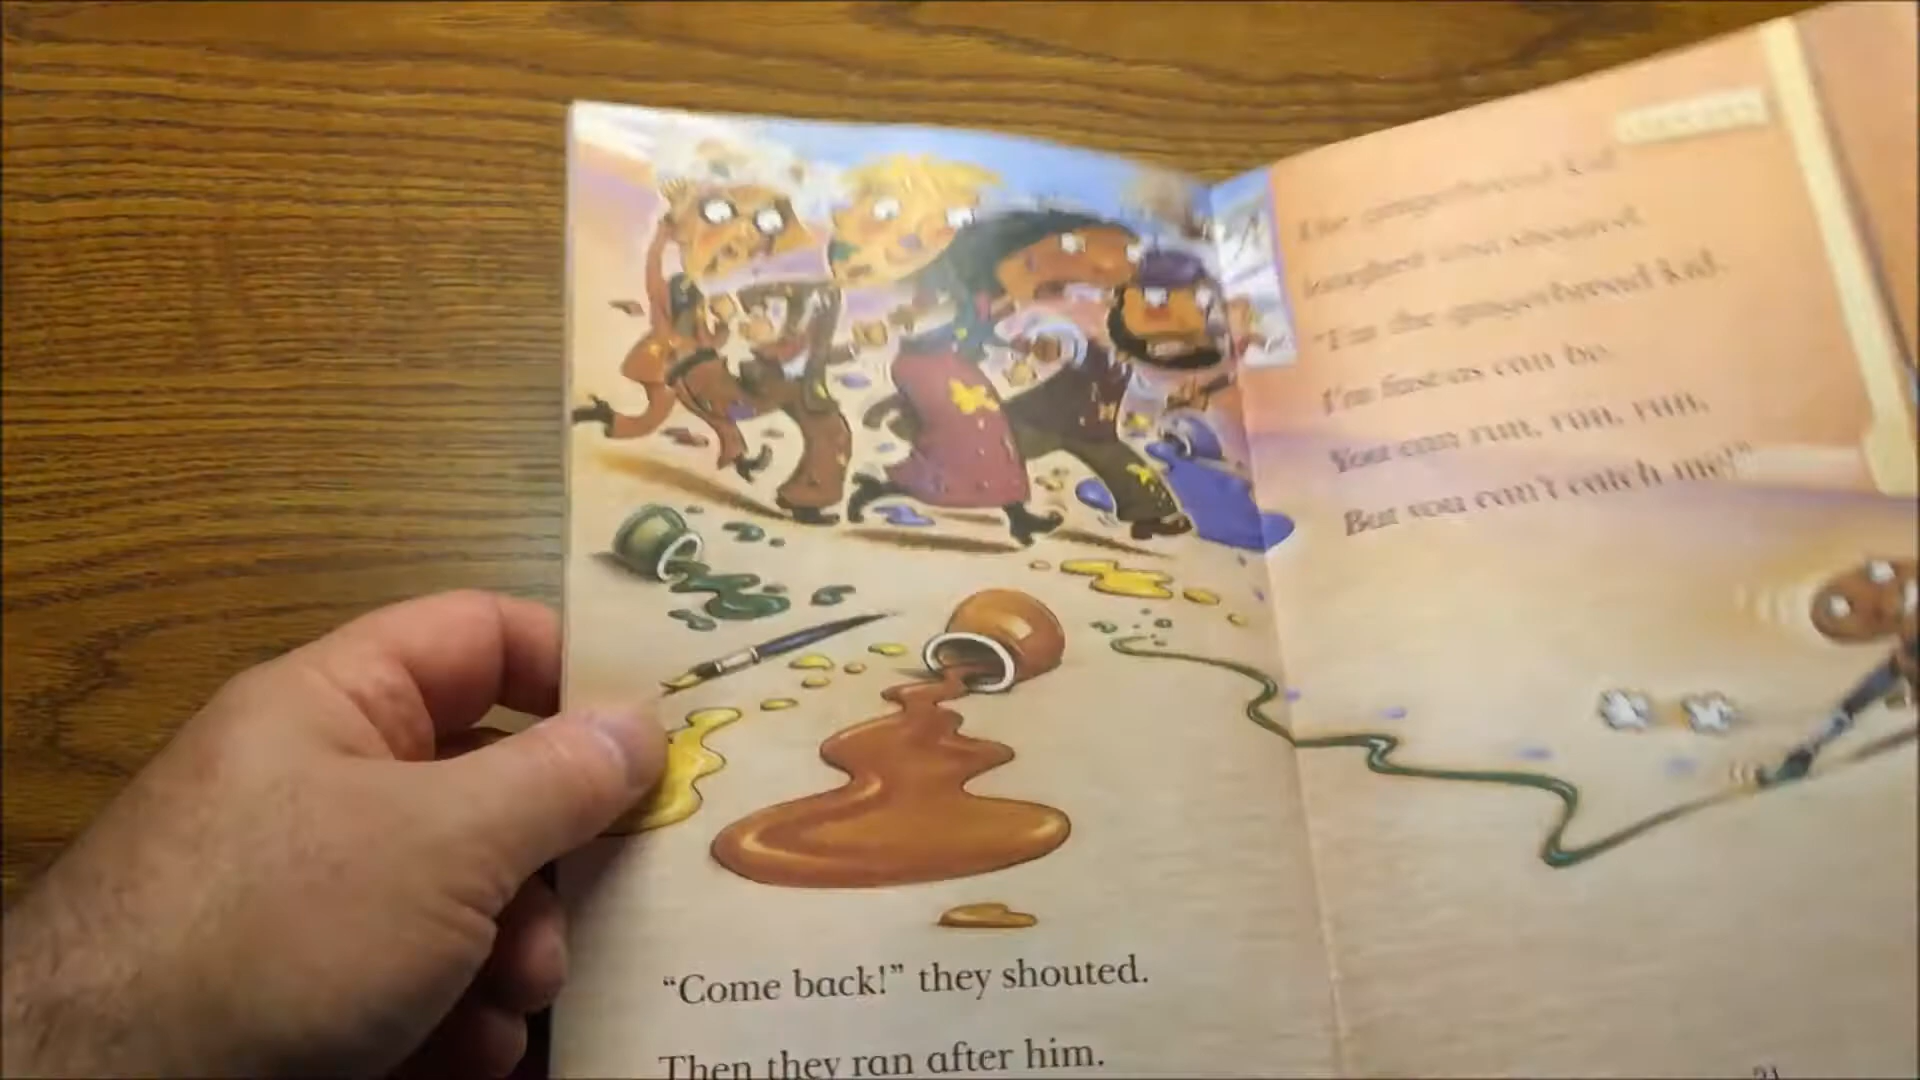 “Come back!” they shouted.
Then they ran after him.
The gingerbread kid
laughed and shouted,
“I’m the gingerbread kid.
I’m fast as can be.
You can run, run, run,
But you can’t catch me!”